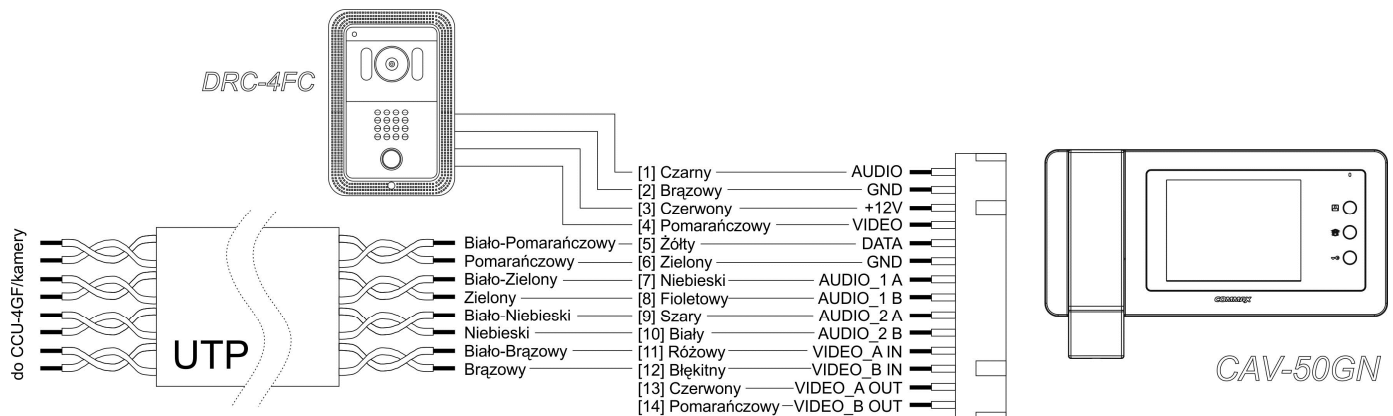 DRC-4FC
[1] Czarny AUDIO
[2] Brązowy GND
[3] Czerwony +12V
[4] Pomarańczowy VIDEO
Biało-Pomarańczowy [5] Żółty DATA
Pomarańczowy [6] Zielony GND
Biało-Zielony [7] Niebieski AUDIO_1 A
Zielony [8] Fioletowy AUDIO_1 B
Biało-Niebieski [9] Szary AUDIO_2 A
Niebieski [10] Biały AUDIO_2 B
Biało-Brązowy [11] Różowy VIDEO_A IN
Brązowy [12] Błękitny VIDEO_B IN
[13] Czerwony VIDEO_A OUT
[14] Pomarańczowy VIDEO_B OUT
do CCU-4GF/kamery
UTP
COMMAX
CAV-50GN